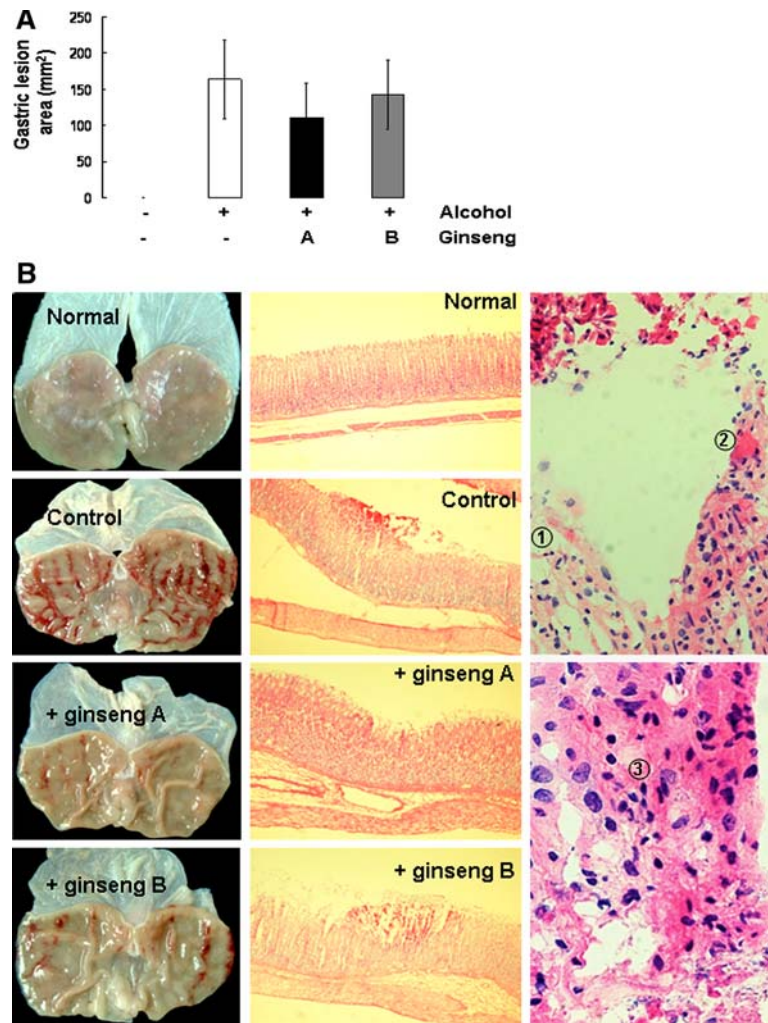 A
Gastric lesion
area (mm²)
250
200
150
100
50
0
- + + + Alcohol
- - A B Ginseng
B
Normal
Normal
Control
Control
+ ginseng A
+ ginseng A
+ ginseng B
+ ginseng B
①
②
③